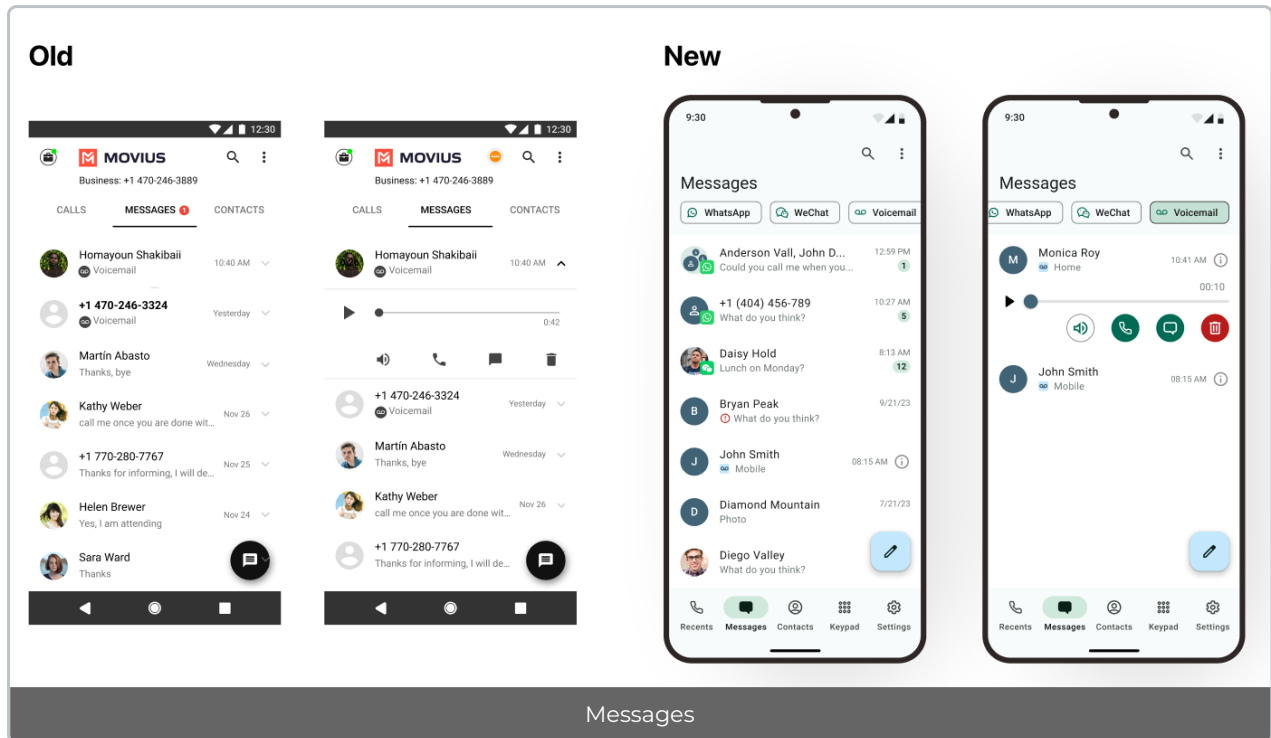 Old
12:30
MOVIUS
Business: +1 470-246-3889
CALLS MESSAGES 1 CONTACTS
Homayoun Shakibaii
Voicemail
10:40 AM
+1 470-246-3324
Voicemail
Yesterday
Martín Abasto
Thanks, bye
Wednesday
Kathy Weber
call me once you are done wit...
Nov 26
+1 770-280-7767
Thanks for informing, I will de...
Nov 25
Helen Brewer
Yes, I am attending
Nov 24
Sara Ward
Thanks
12:30
MOVIUS
Business: +1 470-246-3889
CALLS MESSAGES CONTACTS
Homayoun Shakibaii
Voicemail
10:40 AM
0:42
+1 470-246-3324
Voicemail
Yesterday
Martín Abasto
Thanks, bye
Wednesday
Kathy Weber
call me once you are done wit...
Nov 26
+1 770-280-7767
Thanks for informing, I will de...
New
9:30
Messages
WhatsApp WeChat Voicemail
Anderson Vall, John D...
Could you call me when you...
12:59 PM
1
+1 (404) 456-789
What do you think?
10:27 AM
5
Daisy Hold
Lunch on Monday?
8:13 AM
12
Bryan Peak
What do you think?
9/21/23
John Smith
Mobile
08:15 AM
Diamond Mountain
Photo
7/21/23
Diego Valley
What do you think?
Recents Messages Contacts Keypad Settings
9:30
Messages
WhatsApp WeChat Voicemail
M
Monica Roy
Home
10:41 AM
00:10
J
John Smith
Mobile
08:15 AM
Recents Messages Contacts Keypad Settings
Messages